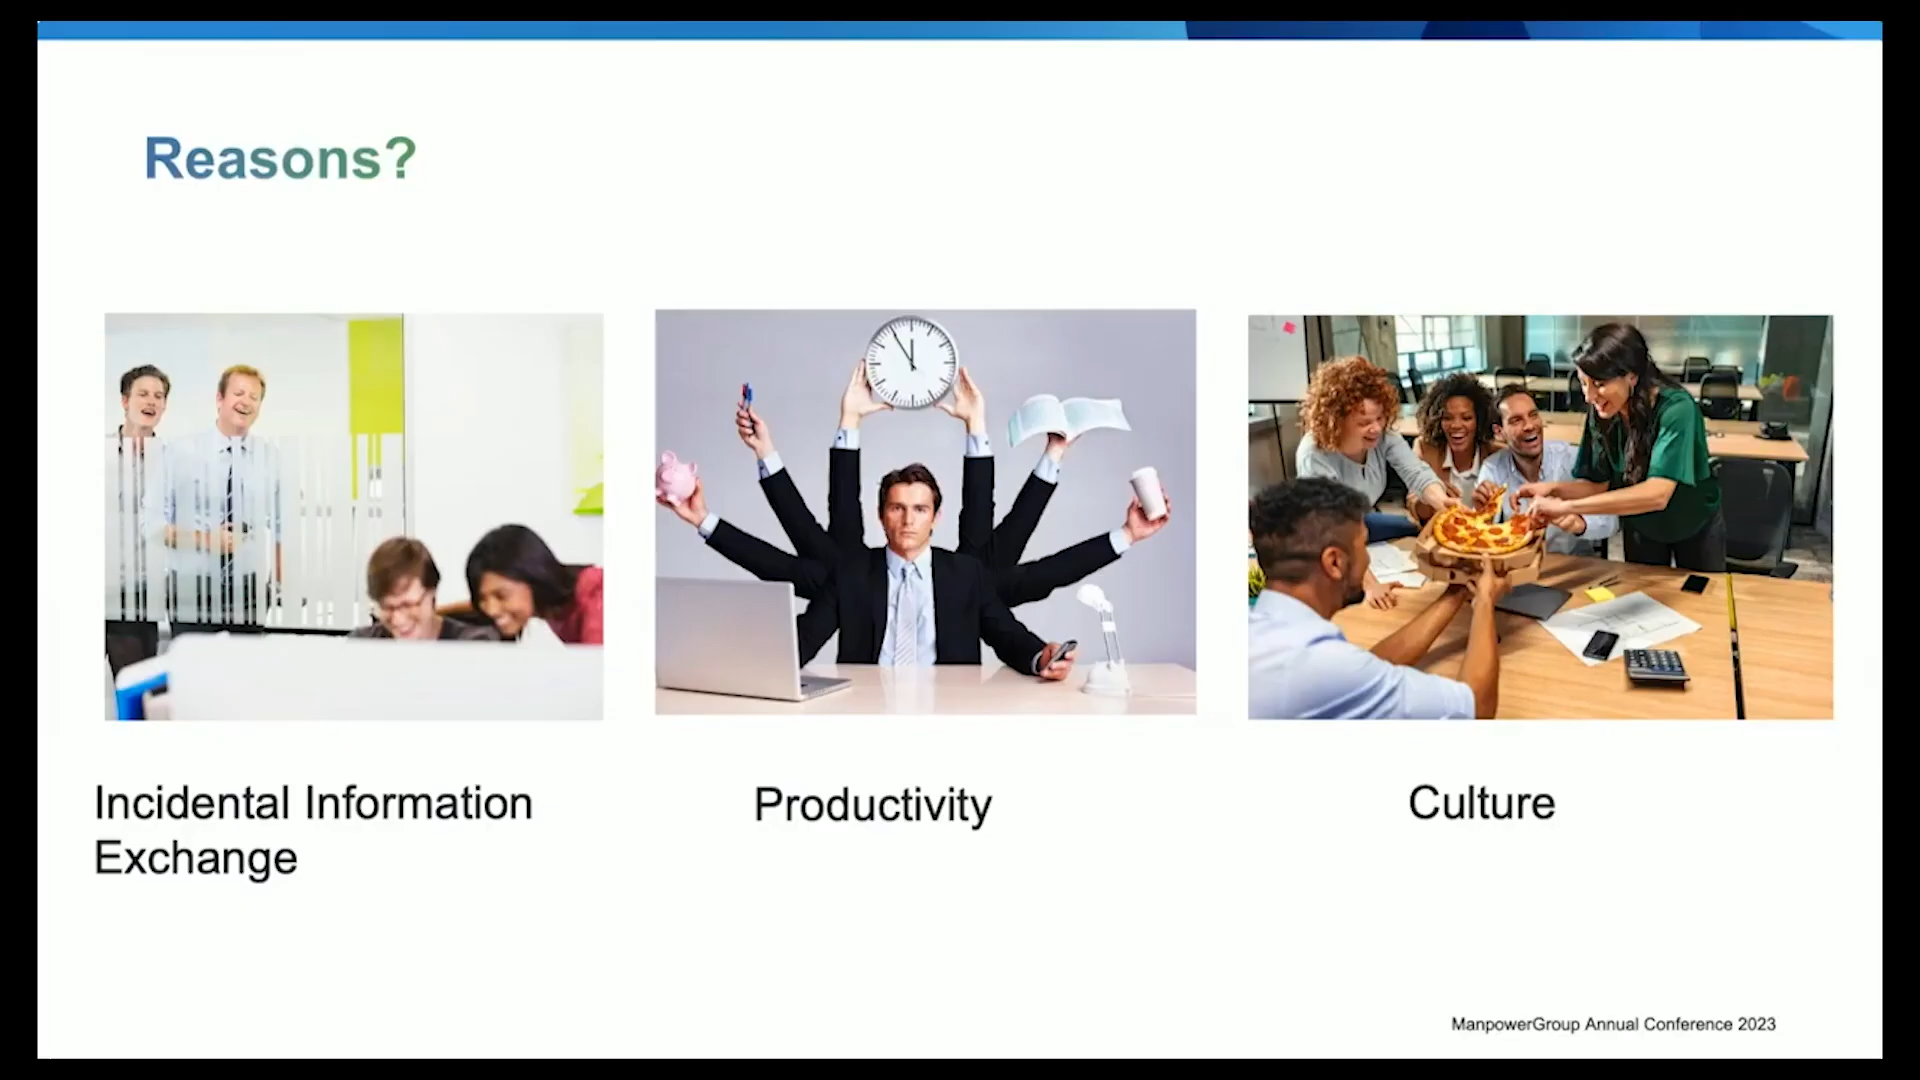 Reasons?
Incidental Information
Exchange
Productivity
Culture
ManpowerGroup Annual Conference 2023